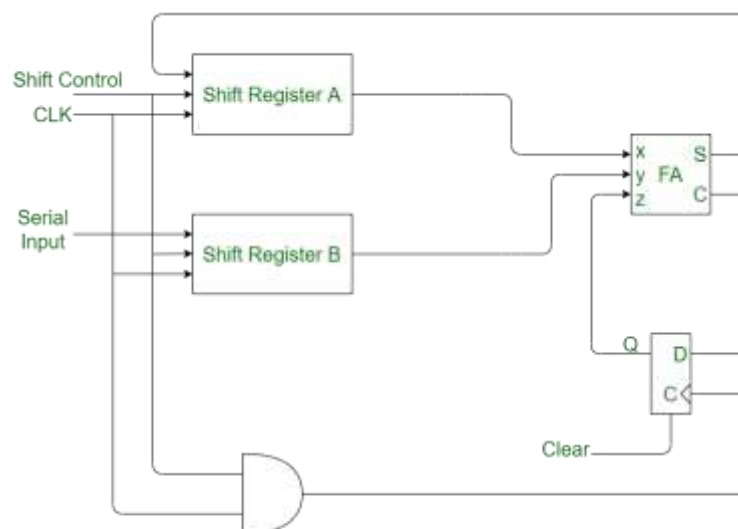 Shift Control
CLK
Shift Register A
x
y
z
FA
S
C
Serial
Input
Shift Register B
Q
D
C
Clear